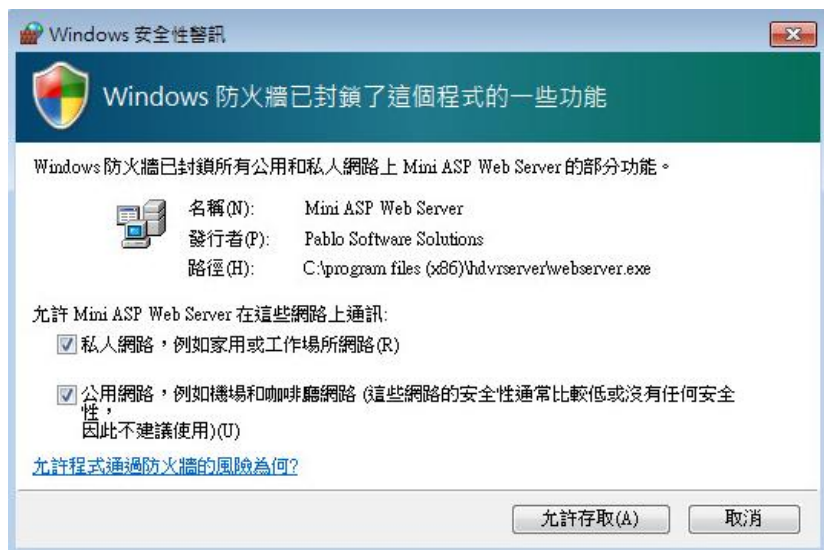 Windows 安全性警訊
Windows 防火牆已封鎖了這個程式的一些功能
Windows 防火牆已封鎖所有公用和私人網路上 Mini ASP Web Server 的部分功能。
名稱(N): Mini ASP Web Server
發行者(P): Pablo Software Solutions
路徑(H): C:\program files (x86)\hdvrserver\webserver.exe
允許 Mini ASP Web Server 在這些網路上通訊:
私人網路，例如家用或工作場所網路(R)
公用網路，例如機場和咖啡廳網路 (這些網路的安全性通常比較低或沒有任何安全
性，
因此不建議使用)(U)
允許程式通過防火牆的風險為何?
允許存取(A) 取消